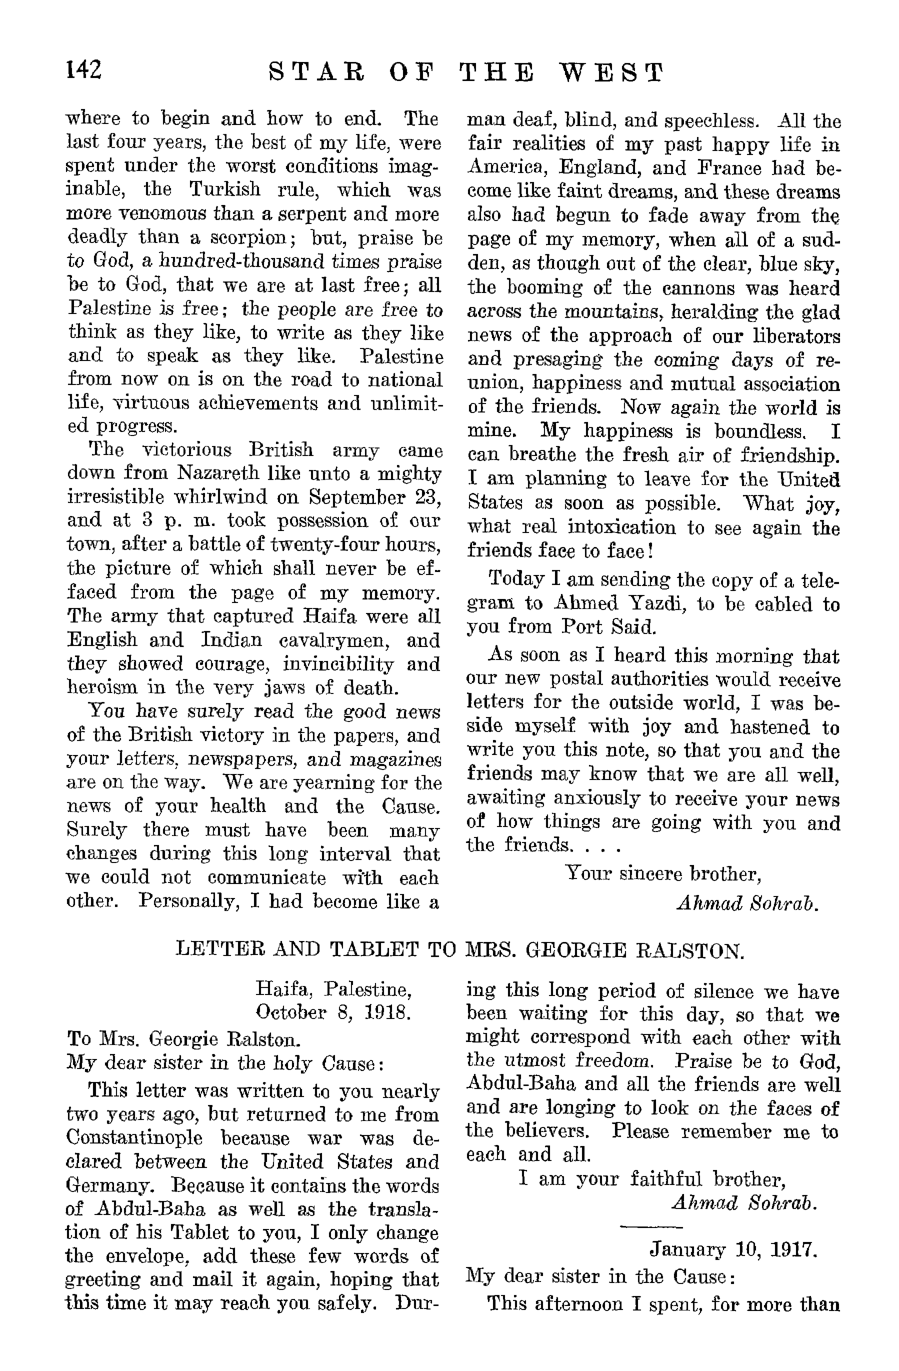 142 STAR OF THE WEST
where to begin and how to end. The
last four years, the best of my life, were
spent under the worst conditions imag-
inable, the Turkish rule, which was
more venomous than a serpent and more
deadly than a scorpion; but, praise be
to God, a hundred-thousand times praise
be to God, that we are at last free; all
Palestine is free; the people are free to
think as they like, to write as they like
and to speak as they like. Palestine
from now on is on the road to national
life, virtuous achievements and unlimit-
ed progress.
The victorious British army came
down from Nazareth like unto a mighty
irresistible whirlwind on September 23,
and at 3 p. m. took possession of our
town, after a battle of twenty-four hours,
the picture of which shall never be ef-
faced from the page of my memory.
The army that captured Haifa were all
English and Indian cavalrymen, and
they showed courage, invincibility and
heroism in the very jaws of death.
You have surely read the good news
of the British victory in the papers, and
your letters, newspapers, and magazines
are on the way. We are yearning for the
news of your health and the Cause.
Surely there must have been many
changes during this long interval that
we could not communicate with each
other. Personally, I had become like a
man deaf, blind, and speechless. All the
fair realities of my past happy life in
America, England, and France had be-
come like faint dreams, and these dreams
also had begun to fade away from the
page of my memory, when all of a sud-
den, as though out of the clear, blue sky,
the booming of the cannons was heard
across the mountains, heralding the glad
news of the approach of our liberators
and presaging the coming days of re-
union, happiness and mutual association
of the friends. Now again the world is
mine. My happiness is boundless. I
can breathe the fresh air of friendship.
I am planning to leave for the United
States as soon as possible. What joy,
what real intoxication to see again the
friends face to face!
Today I am sending the copy of a tele-
gram to Ahmed Yazdi, to be cabled to
you from Port Said.
As soon as I heard this morning that
our new postal authorities would receive
letters for the outside world, I was be-
side myself with joy and hastened to
write you this note, so that you and the
friends may know that we are all well,
awaiting anxiously to receive your news
of how things are going with you and
the friends. . . .
Your sincere brother,
Ahmad Sohrab.
LETTER AND TABLET TO MRS. GEORGIE RALSTON.
Haifa, Palestine,
October 8, 1918.
To Mrs. Georgie Ralston.
My dear sister in the holy Cause:
This letter was written to you nearly
two years ago, but returned to me from
Constantinople because war was de-
clared between the United States and
Germany. Because it contains the words
of Abdul-Baha as well as the transla-
tion of his Tablet to you, I only change
the envelope, add these few words of
greeting and mail it again, hoping that
this time it may reach you safely. Dur-
ing this long period of silence we have
been waiting for this day, so that we
might correspond with each other with
the utmost freedom. Praise be to God,
Abdul-Baha and all the friends are well
and are longing to look on the faces of
the believers. Please remember me to
each and all.
I am your faithful brother,
Ahmad Sohrab.
January 10, 1917.
My dear sister in the Cause:
This afternoon I spent, for more than